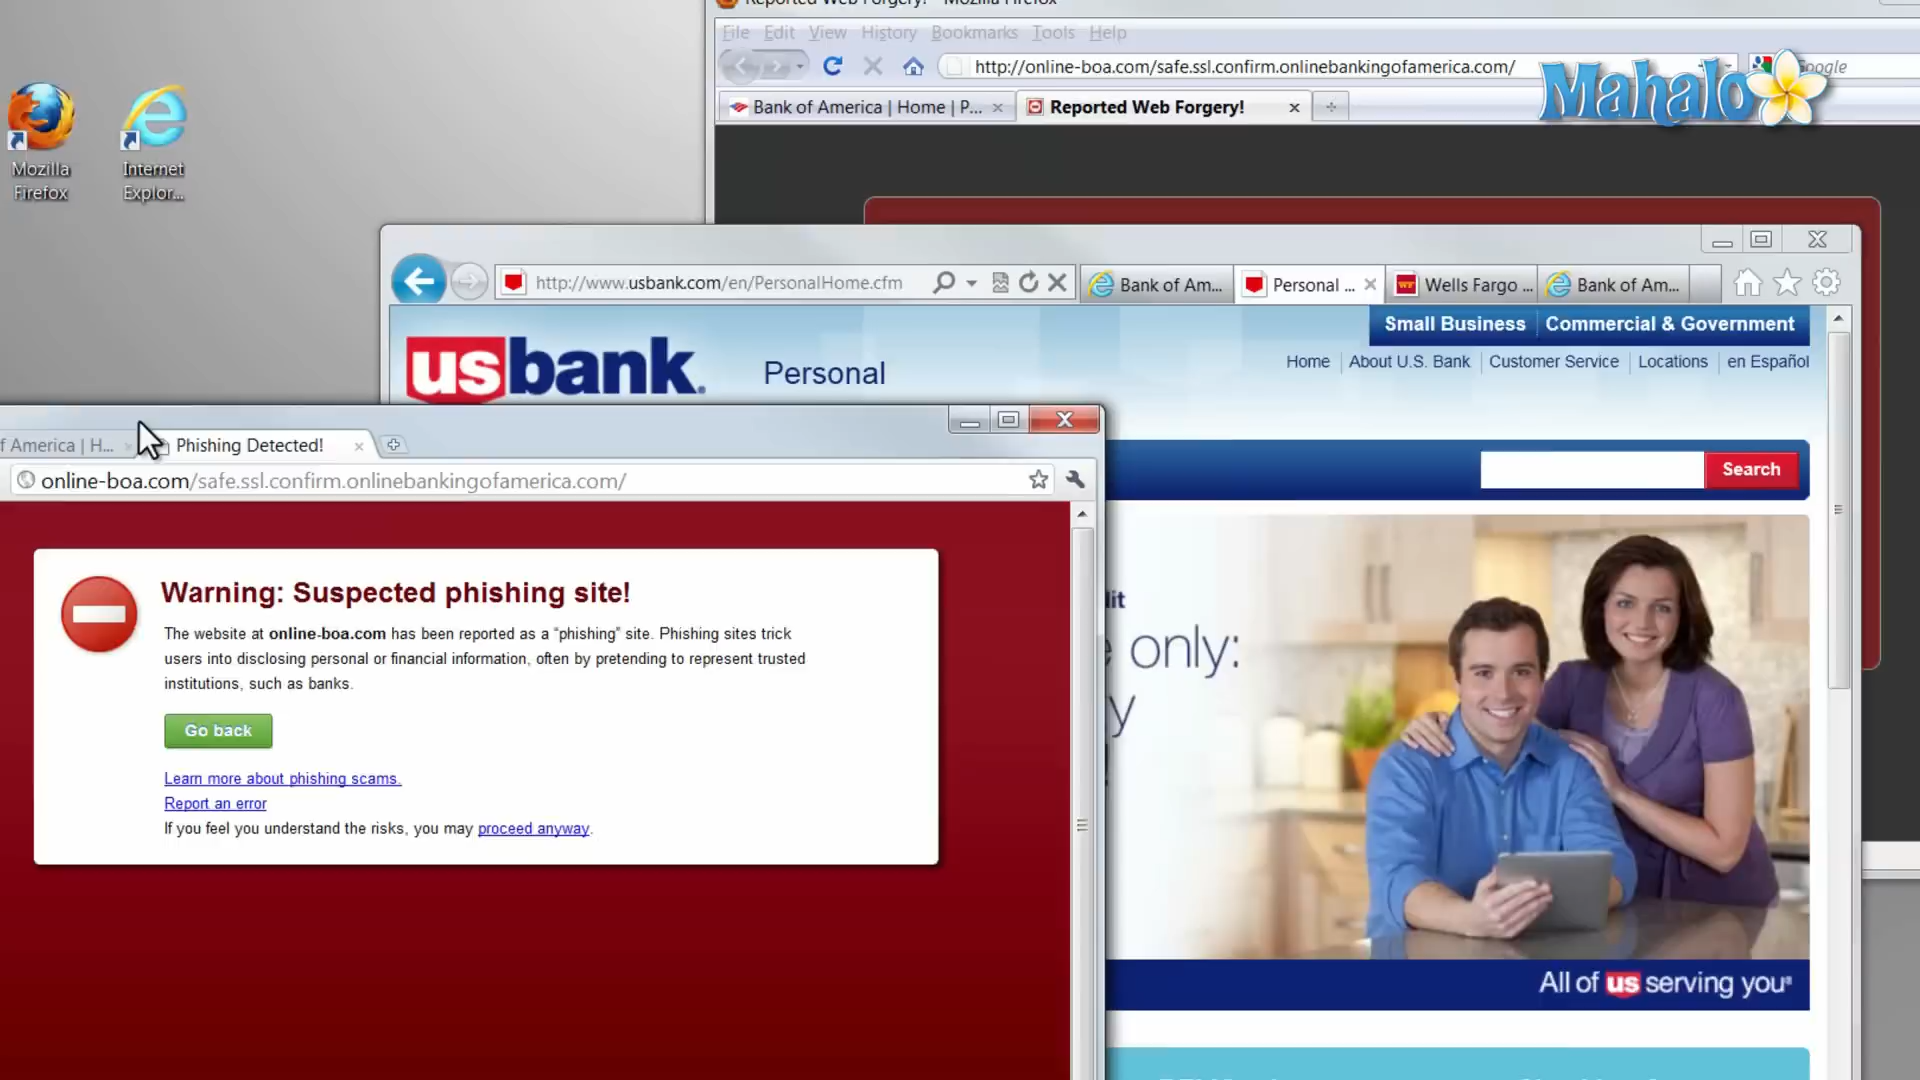 Reported Web Forgery! - Mozilla Firefox
File Edit View History Bookmarks Tools Help
http://online-boa.com/safe.ssl.confirm.onlinebankingofamerica.com/
Mahalo
Bank of America | Home | P...
Reported Web Forgery!
Mozilla
Firefox
Internet
Explor...
http://www.usbank.com/en/PersonalHome.cfm
Bank of Am...
Personal ...
Wells Fargo ...
Bank of Am...
Small Business
Commercial & Government
Home
About U.S. Bank
Customer Service
Locations
en Español
usbank.
Personal
Search
f America | H...
Phishing Detected!
online-boa.com/safe.ssl.confirm.onlinebankingofamerica.com/
Warning: Suspected phishing site!
The website at online-boa.com has been reported as a “phishing” site. Phishing sites trick
users into disclosing personal or financial information, often by pretending to represent trusted
institutions, such as banks.
Go back
Learn more about phishing scams.
Report an error
If you feel you understand the risks, you may proceed anyway.
only:
All of us serving you®